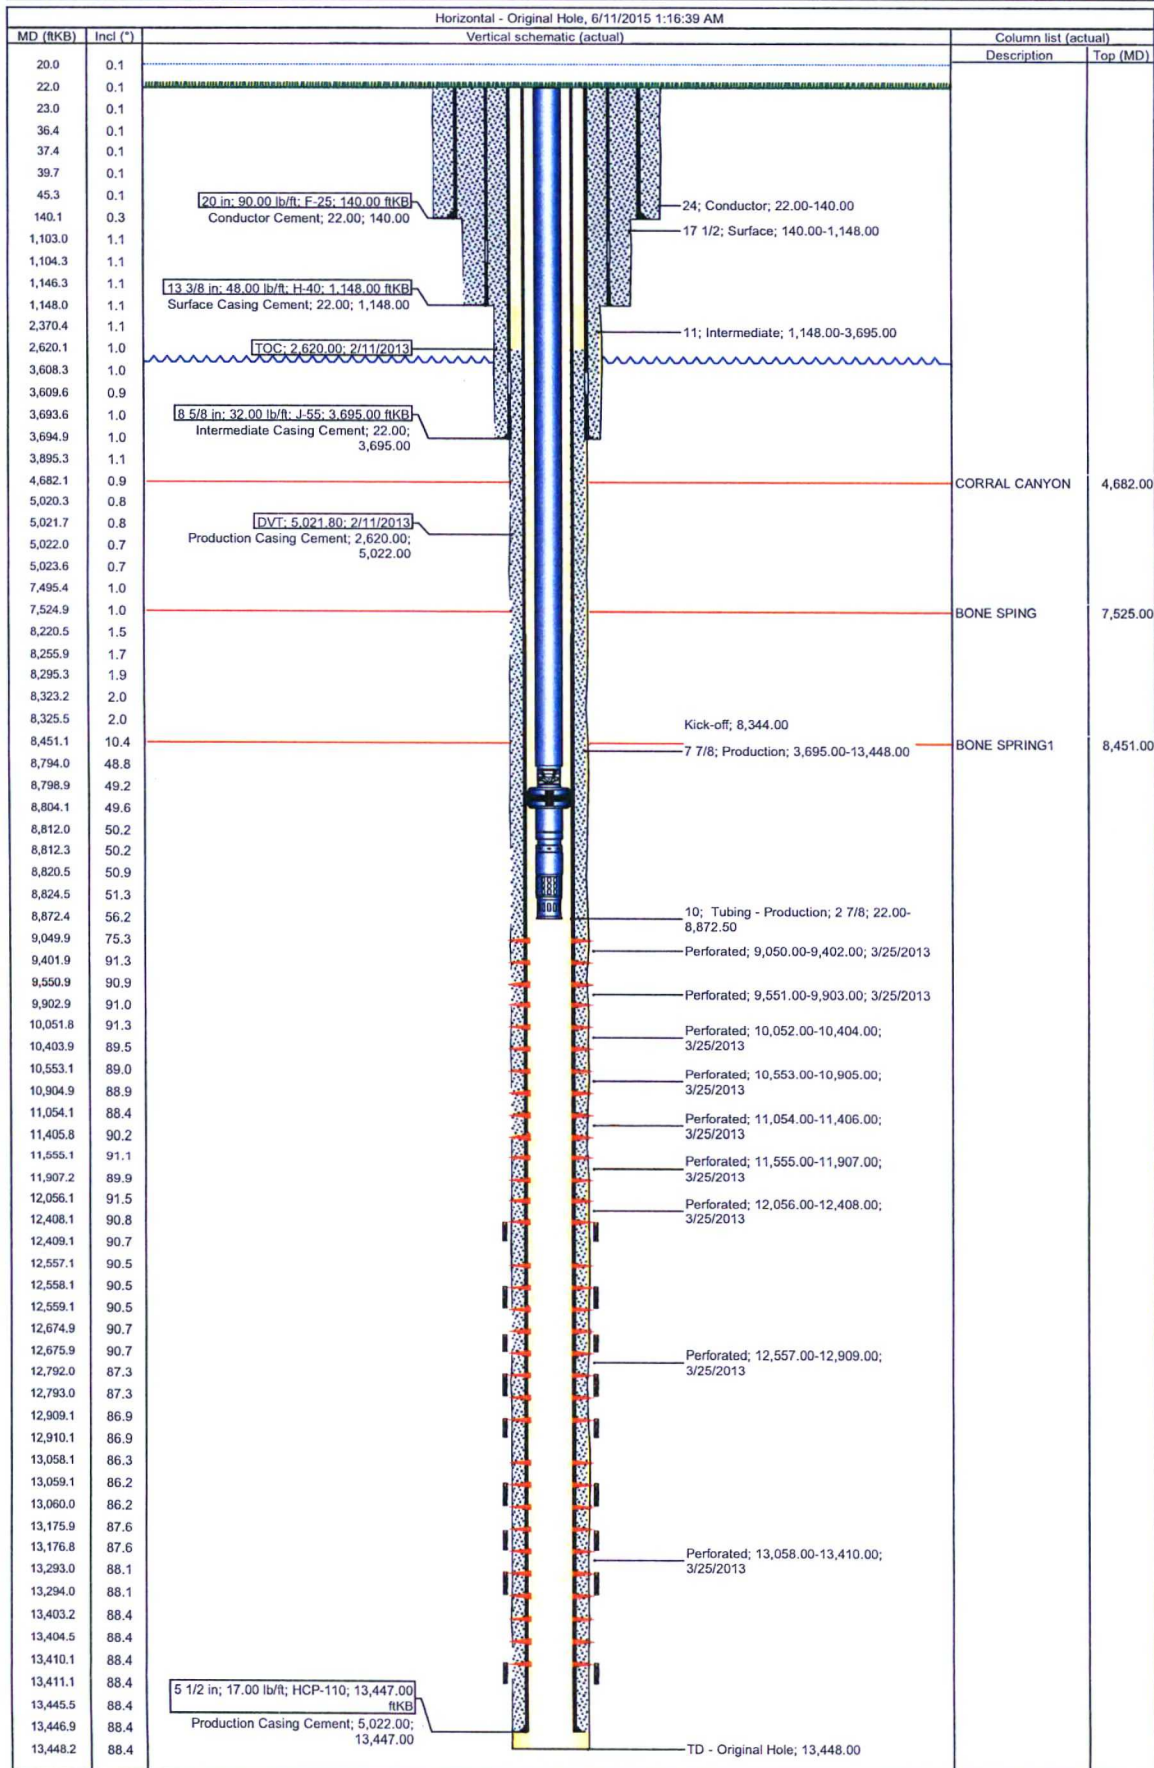 Horizontal - Original Hole, 6/11/2015 1:16:39 AM
MD (ftKB) Incl (°) Vertical schematic (actual) Column list (actual)
Description Top (MD)
20.0 0.1
22.0 0.1
23.0 0.1
36.4 0.1
37.4 0.1
39.7 0.1
45.3 0.1
140.1 0.3
1,103.0 1.1
1,104.3 1.1
1,146.3 1.1
1,148.0 1.1
2,370.4 1.1
2,620.1 1.0
3,608.3 1.0
3,609.6 0.9
3,693.6 1.0
3,694.9 1.0
3,895.3 1.1
4,682.1 0.9
5,020.3 0.8
5,021.7 0.8
5,022.0 0.7
5,023.6 0.7
7,495.4 1.0
7,524.9 1.0
8,220.5 1.5
8,255.9 1.7
8,295.3 1.9
8,323.2 2.0
8,325.5 2.0
8,451.1 10.4
8,794.0 48.8
8,798.9 49.2
8,804.1 49.6
8,812.0 50.2
8,812.3 50.2
8,820.5 50.9
8,824.5 51.3
8,872.4 56.2
9,049.9 75.3
9,401.9 91.3
9,550.9 90.9
9,902.9 91.0
10,051.8 91.3
10,403.9 89.5
10,553.1 89.0
10,904.9 88.9
11,054.1 88.4
11,405.8 90.2
11,555.1 91.1
11,907.2 89.9
12,056.1 91.5
12,408.1 90.8
12,409.1 90.7
12,557.1 90.5
12,558.1 90.5
12,559.1 90.5
12,674.9 90.7
12,675.9 90.7
12,792.0 87.3
12,793.0 87.3
12,909.1 86.9
12,910.1 86.9
13,058.1 86.3
13,059.1 86.2
13,060.0 86.2
13,175.9 87.6
13,176.8 87.6
13,293.0 88.1
13,294.0 88.1
13,403.2 88.4
13,404.5 88.4
13,410.1 88.4
13,411.1 88.4
13,445.5 88.4
13,446.9 88.4
13,448.2 88.4
20 in; 90.00 lb/ft; F-25; 140.00 ftKB
Conductor Cement; 22.00; 140.00
13 3/8 in; 48.00 lb/ft; H-40; 1,148.00 ftKB
Surface Casing Cement; 22.00; 1,148.00
TOC; 2,620.00; 2/11/2013
8 5/8 in; 32.00 lb/ft; J-55; 3,695.00 ftKB
Intermediate Casing Cement; 22.00;
3,695.00
DVT; 5,021.80; 2/11/2013
Production Casing Cement; 2,620.00;
5,022.00
5 1/2 in; 17.00 lb/ft; HCP-110; 13,447.00
ftKB
Production Casing Cement; 5,022.00;
13,447.00
24; Conductor; 22.00-140.00
17 1/2; Surface; 140.00-1,148.00
11; Intermediate; 1,148.00-3,695.00
Kick-off; 8,344.00
7 7/8; Production; 3,695.00-13,448.00
10; Tubing - Production; 2 7/8; 22.00-
8,872.50
Perforated; 9,050.00-9,402.00; 3/25/2013
Perforated; 9,551.00-9,903.00; 3/25/2013
Perforated; 10,052.00-10,404.00;
3/25/2013
Perforated; 10,553.00-10,905.00;
3/25/2013
Perforated; 11,054.00-11,406.00;
3/25/2013
Perforated; 11,555.00-11,907.00;
3/25/2013
Perforated; 12,056.00-12,408.00;
3/25/2013
Perforated; 12,557.00-12,909.00;
3/25/2013
Perforated; 13,058.00-13,410.00;
3/25/2013
TD - Original Hole; 13,448.00
CORRAL CANYON 4,682.00
BONE SPING 7,525.00
BONE SPRING1 8,451.00